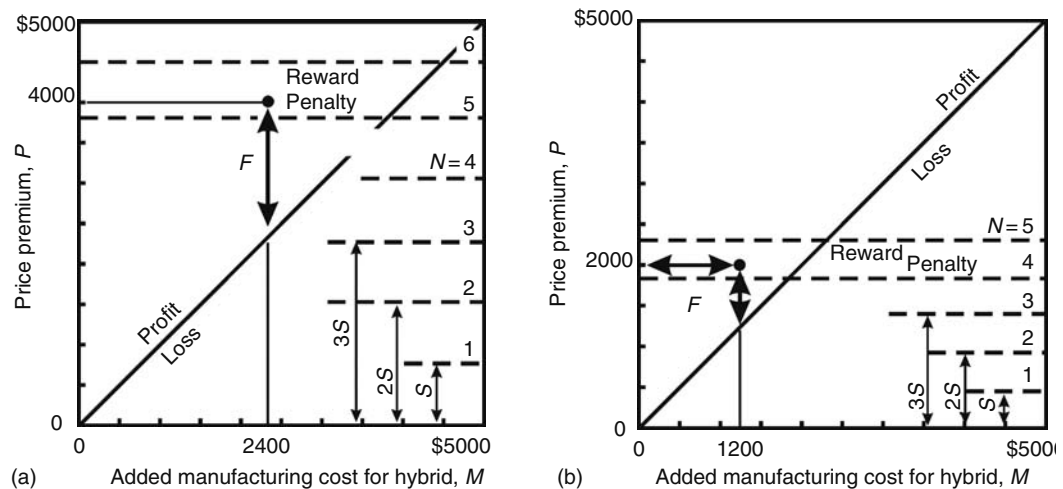 $5000
4000
0
Price premium, P
6
Reward
Penalty
5
F
N = 4
3
2
1
3S
2S
S
Profit
Loss
0
2400
$5000
(a)
Added manufacturing cost for hybrid, M
$5000
2000
0
Price premium, P
Profit
Loss
N = 5
Reward
Penalty
4
F
3
2
1
3S
2S
S
0
1200
$5000
(b)
Added manufacturing cost for hybrid, M